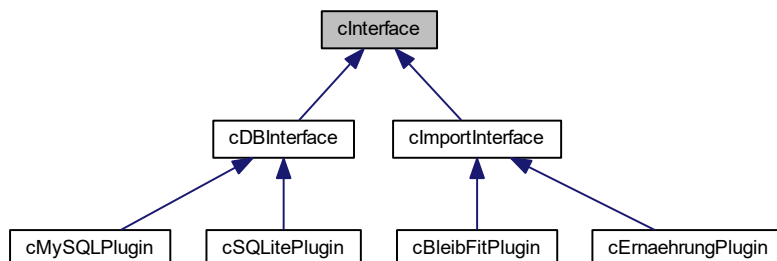 cInterface
cDBInterface
cImportInterface
cMySQLPlugin
cSQLitePlugin
cBleibFitPlugin
cErnaehrungPlugin